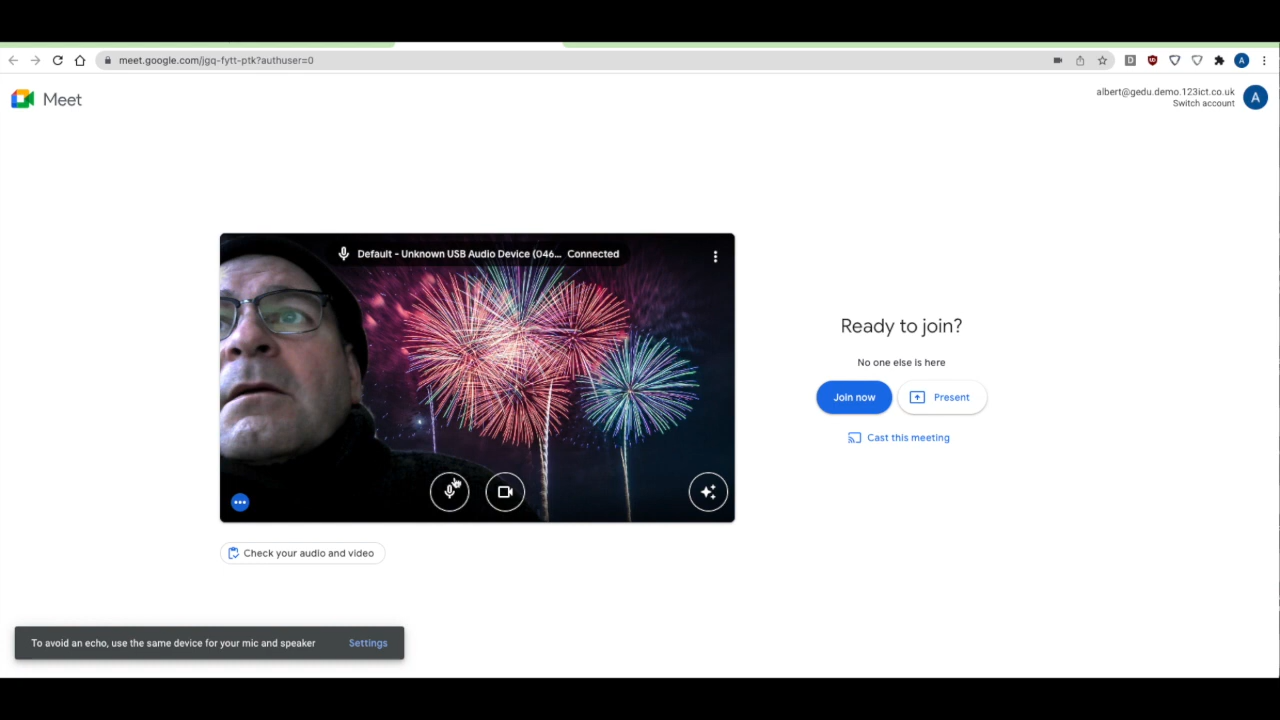 meet.google.com/jgq-fytt-ptk?authuser=0
D
A
Meet
albert@gedu.demo.123ict.co.uk
Switch account
A
Default - Unknown USB Audio Device (046... Connected
Ready to join?
No one else is here
Join now
Present
Cast this meeting
Check your audio and video
To avoid an echo, use the same device for your mic and speaker
Settings